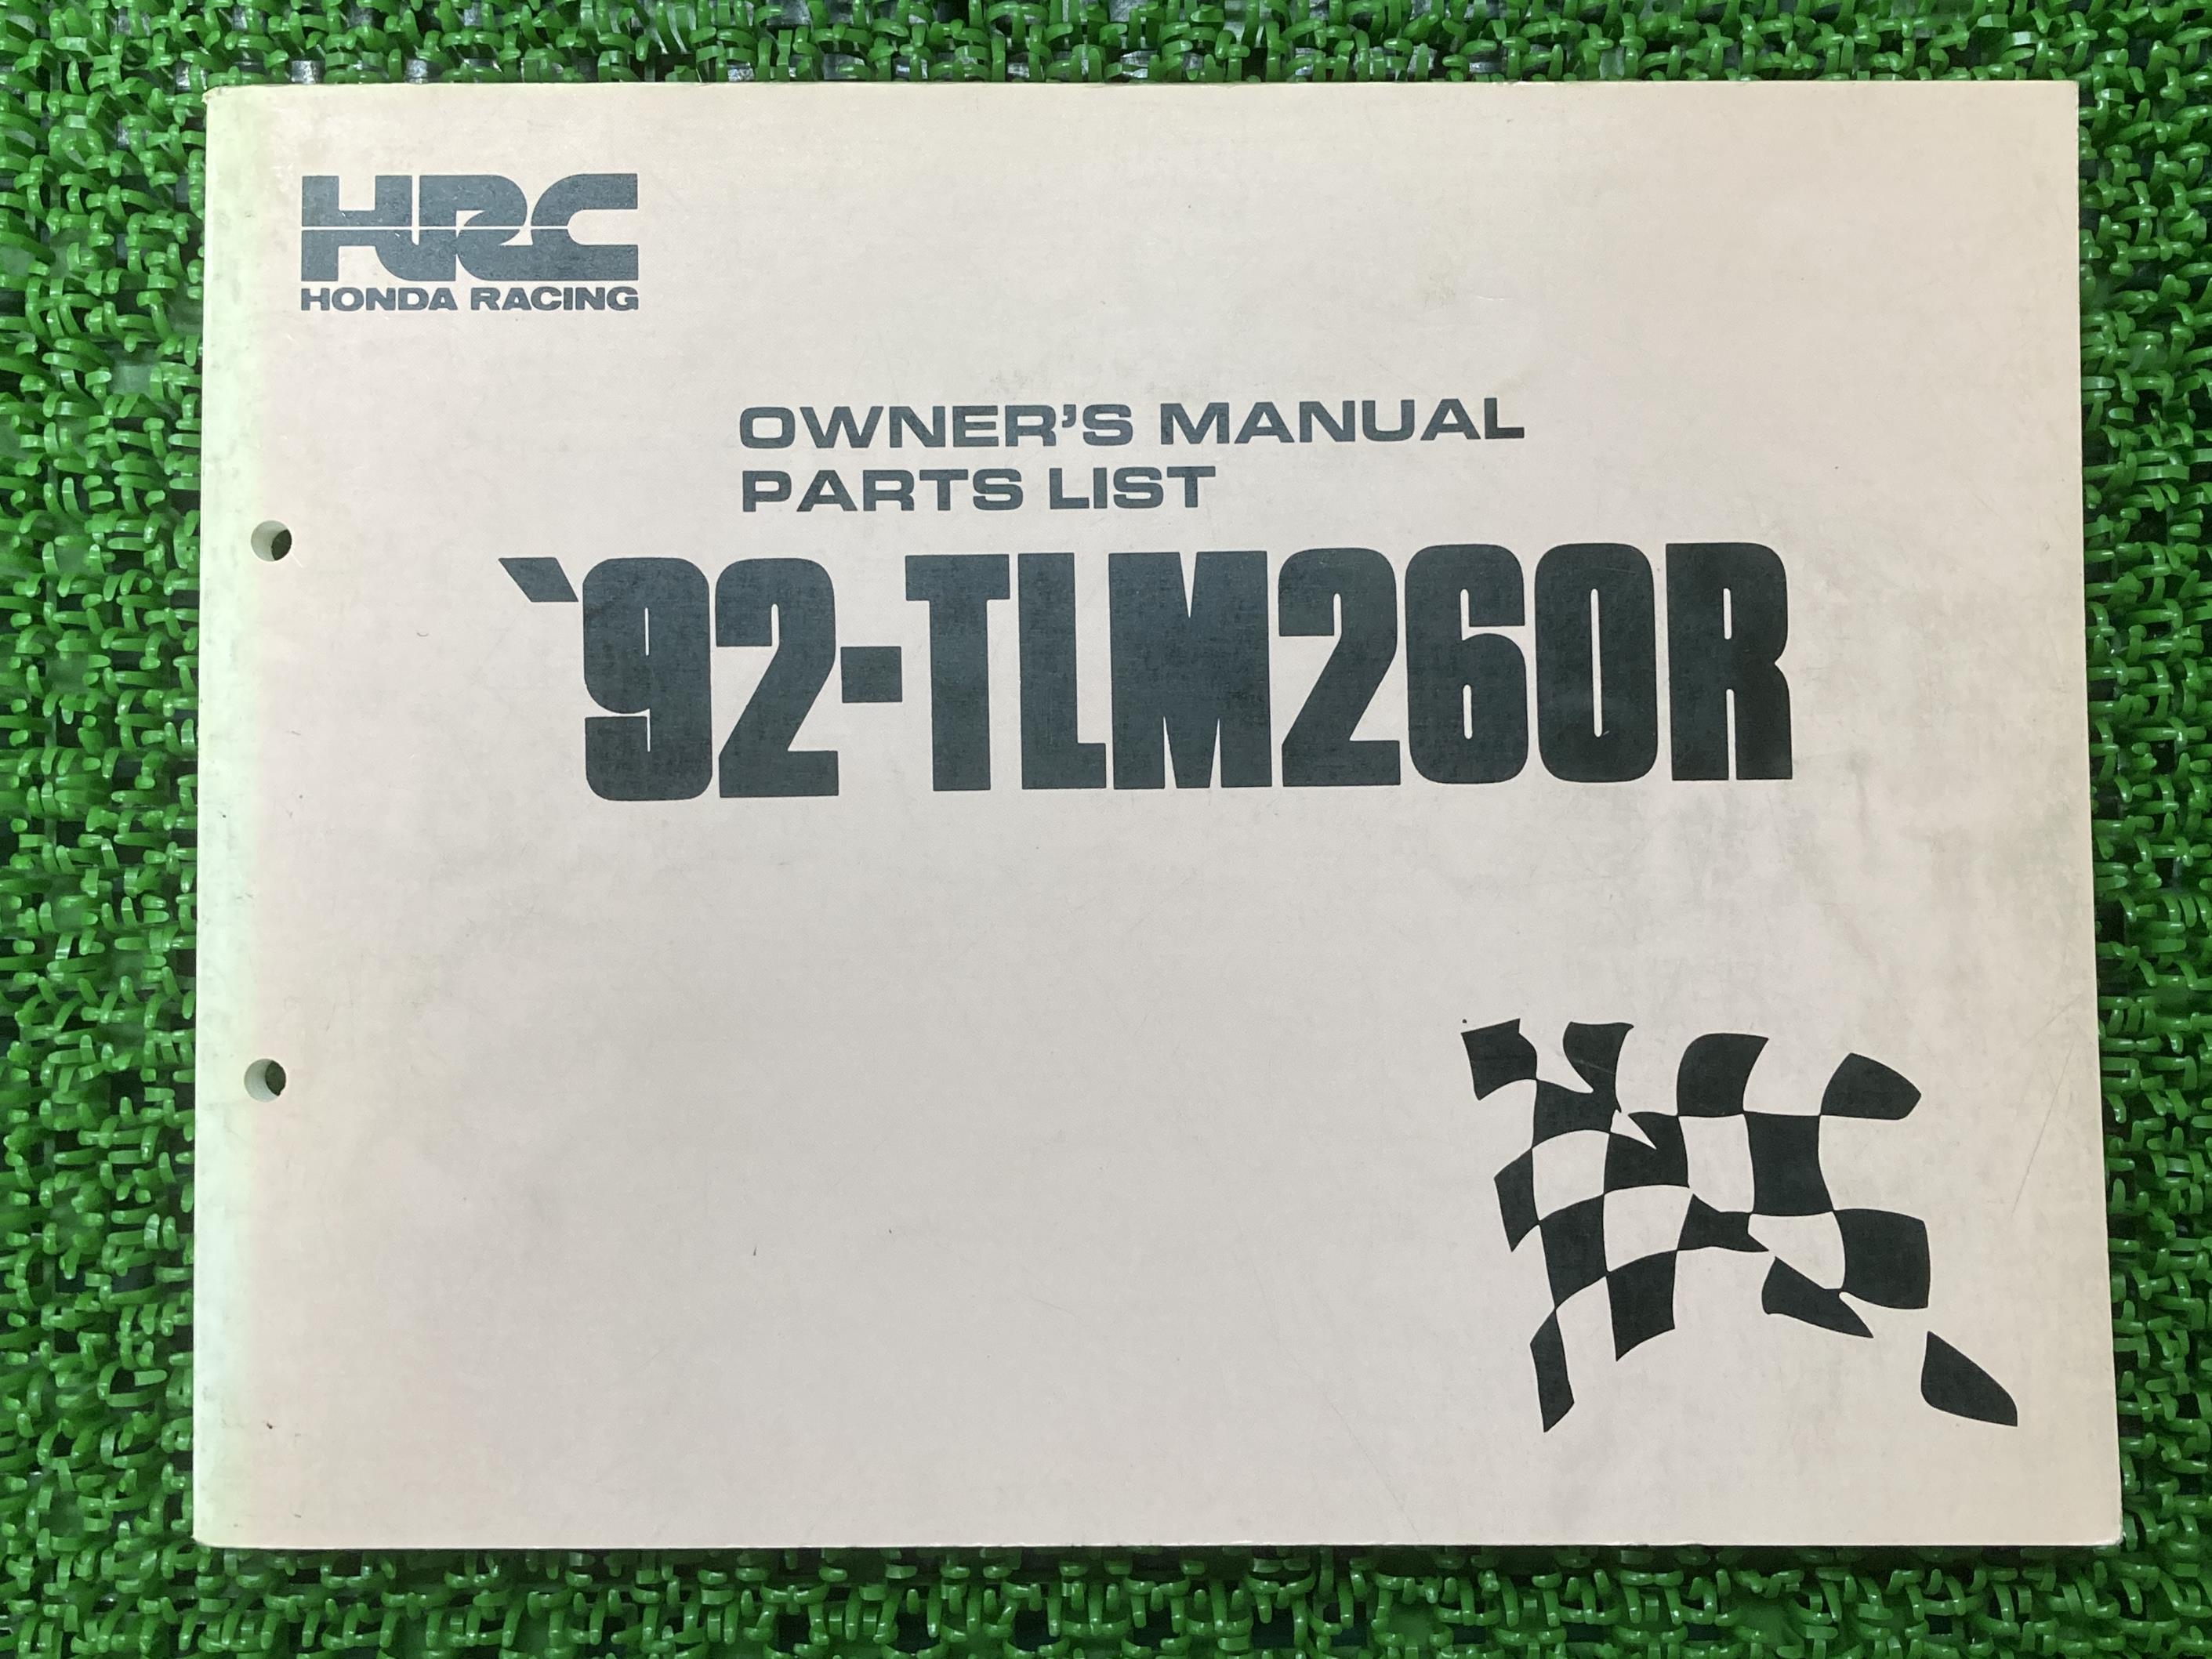 HRC
HONDA RACING
OWNER'S MANUAL
PARTS LIST
`92-TLM260R